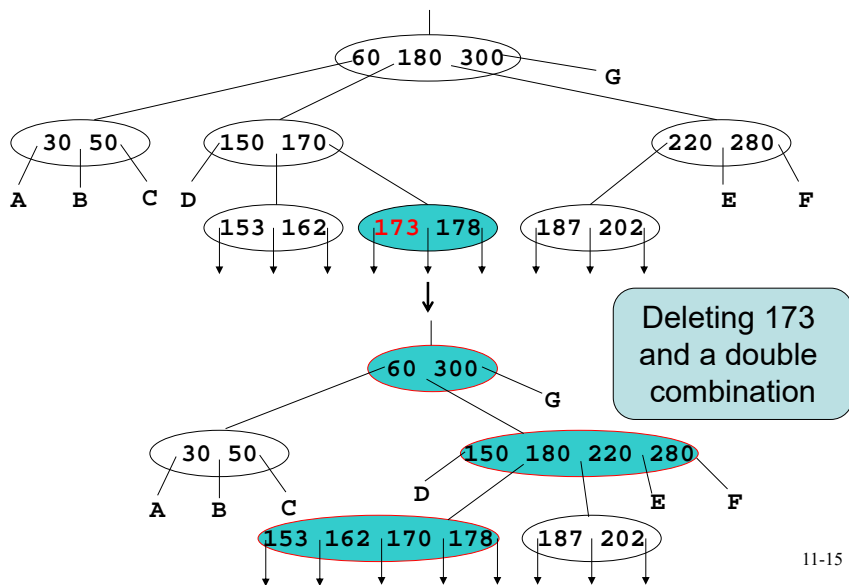 60 180 300
G
30 50
150 170
220 280
A B C D
E F
153 162
173 178
187 202
Deleting 173
and a double
combination
60 300
G
30 50
150 180 220 280
A B C
D
E F
153 162 170 178
187 202
11-15